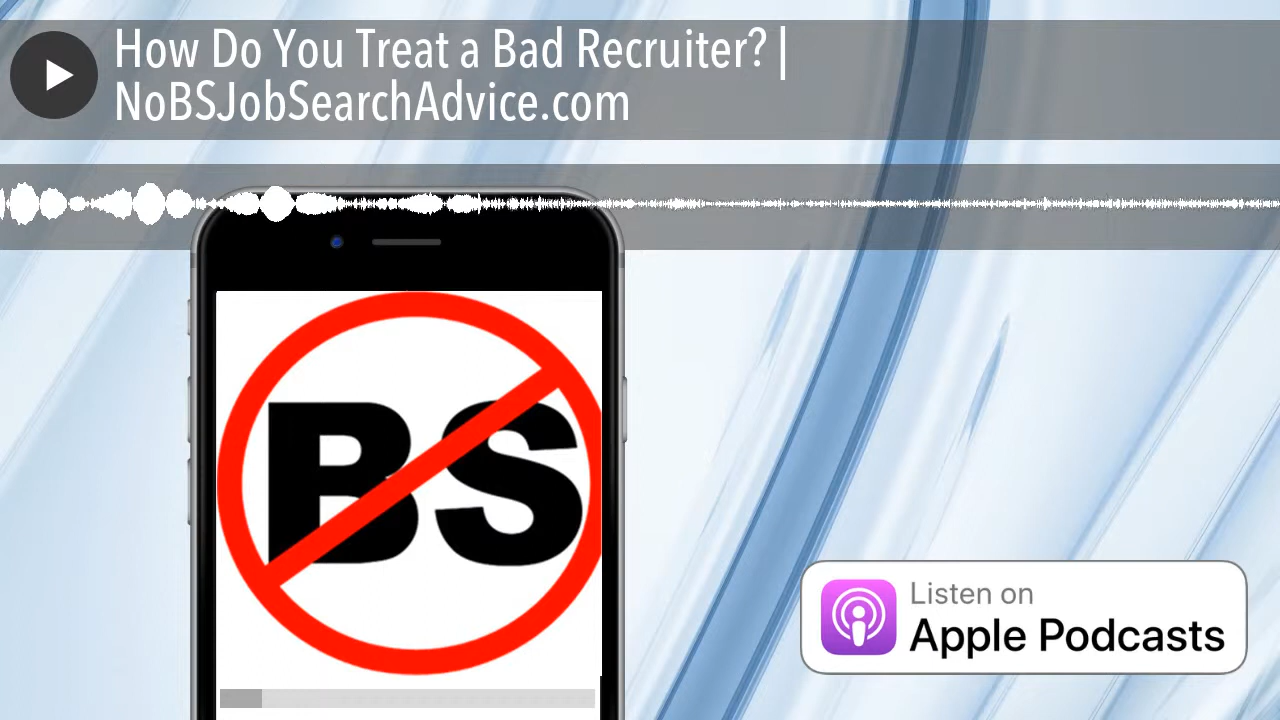 How Do You Treat a Bad Recruiter? |
NoBSJobSearchAdvice.com
BS
Listen on
Apple Podcasts